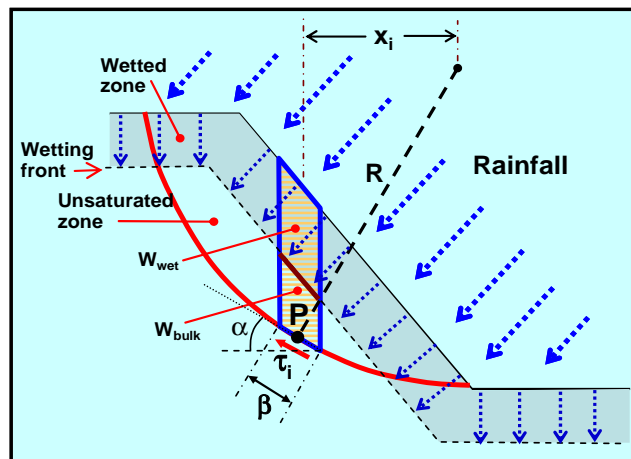 xi
Wetted
zone
Wetting
front
R
Rainfall
Unsaturated
zone
Wwet
P
Wbulk
α
τi
β